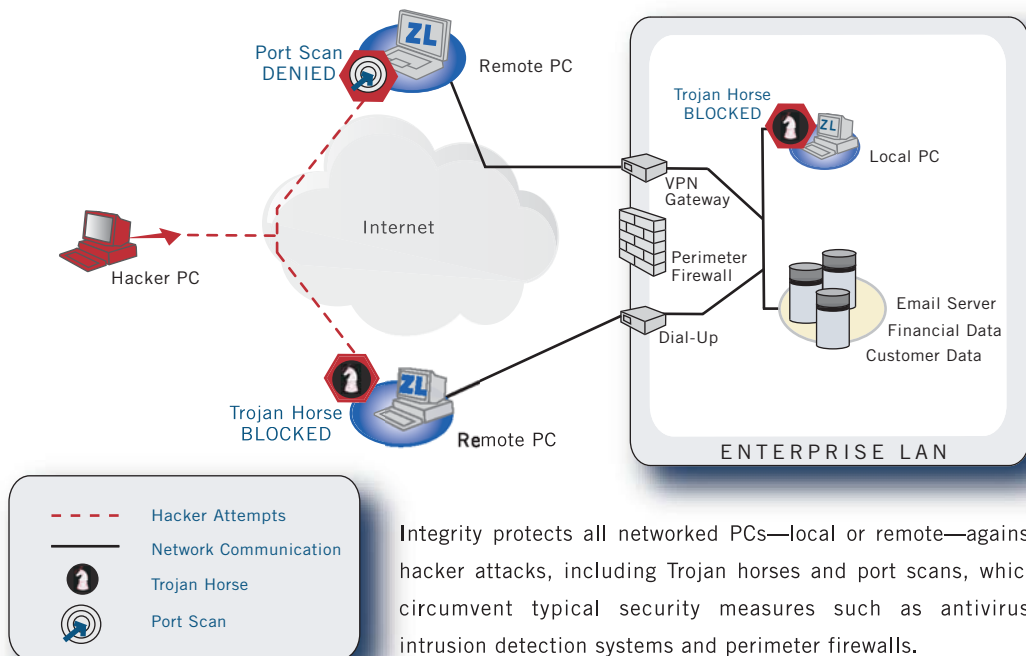 Port Scan
DENIED
ZL
Remote PC
Trojan Horse
BLOCKED
ZL
Local PC
VPN
Gateway
Internet
Hacker PC
Perimeter
Firewall
Email Server
Financial Data
Customer Data
Dial-Up
Trojan Horse
BLOCKED
ZL
Remote PC
ENTERPRISE LAN
Hacker Attempts
Network Communication
Trojan Horse
Port Scan
Integrity protects all networked PCs—local or remote—agains
hacker attacks, including Trojan horses and port scans, whic
circumvent typical security measures such as antivirus
intrusion detection systems and perimeter firewalls.